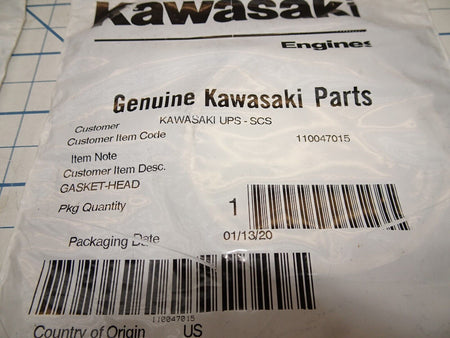 Kawasaki
Engines
Genuine Kawasaki Parts
Customer KAWASAKI UPS - SCS
Customer Item Code 110047015
Item Note
Customer Item Desc.
GASKET-HEAD
Pkg Quantity 1
Packaging Date 01/13/20
110047015
Country of Origin US